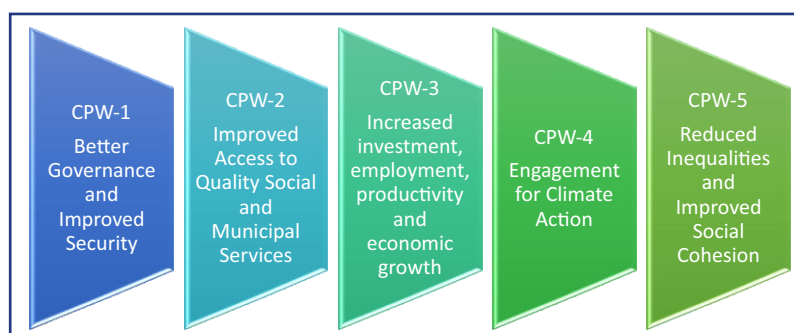 CPW-1
Better
Governance
and
Improved
Security
CPW-2
Improved
Access to
Quality Social
and
Municipal
Services
CPW-3
Increased
investment,
employment,
productivity
and
economic
growth
CPW-4
Engagement
for Climate
Action
CPW-5
Reduced
Inequalities
and
Improved
Social
Cohesion